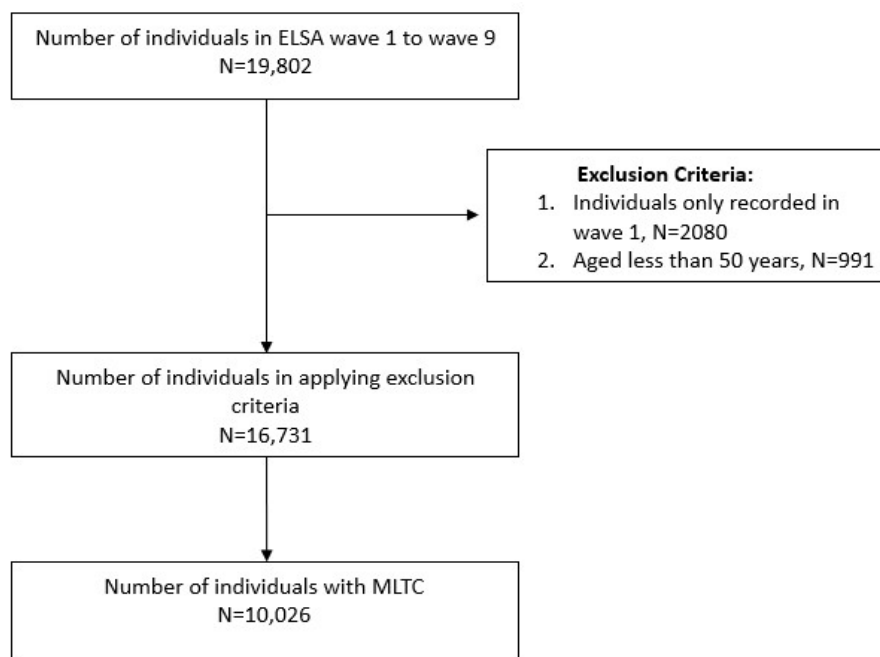 Number of individuals in ELSA wave 1 to wave 9
N=19,802
Exclusion Criteria:
1. Individuals only recorded in
wave 1, N=2080
2. Aged less than 50 years, N=991
Number of individuals in applying exclusion
criteria
N=16,731
Number of individuals with MLTC
N=10,026